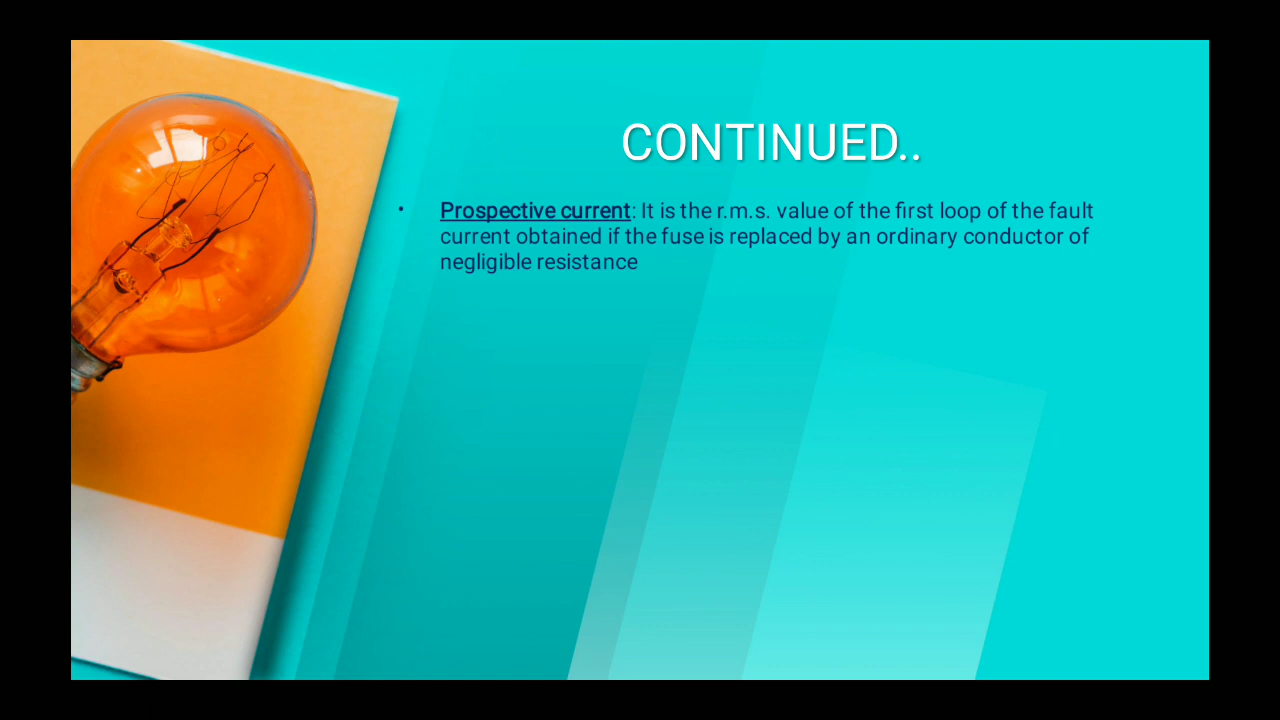 CONTINUED..
• Prospective current: It is the r.m.s. value of the first loop of the fault
current obtained if the fuse is replaced by an ordinary conductor of
negligible resistance